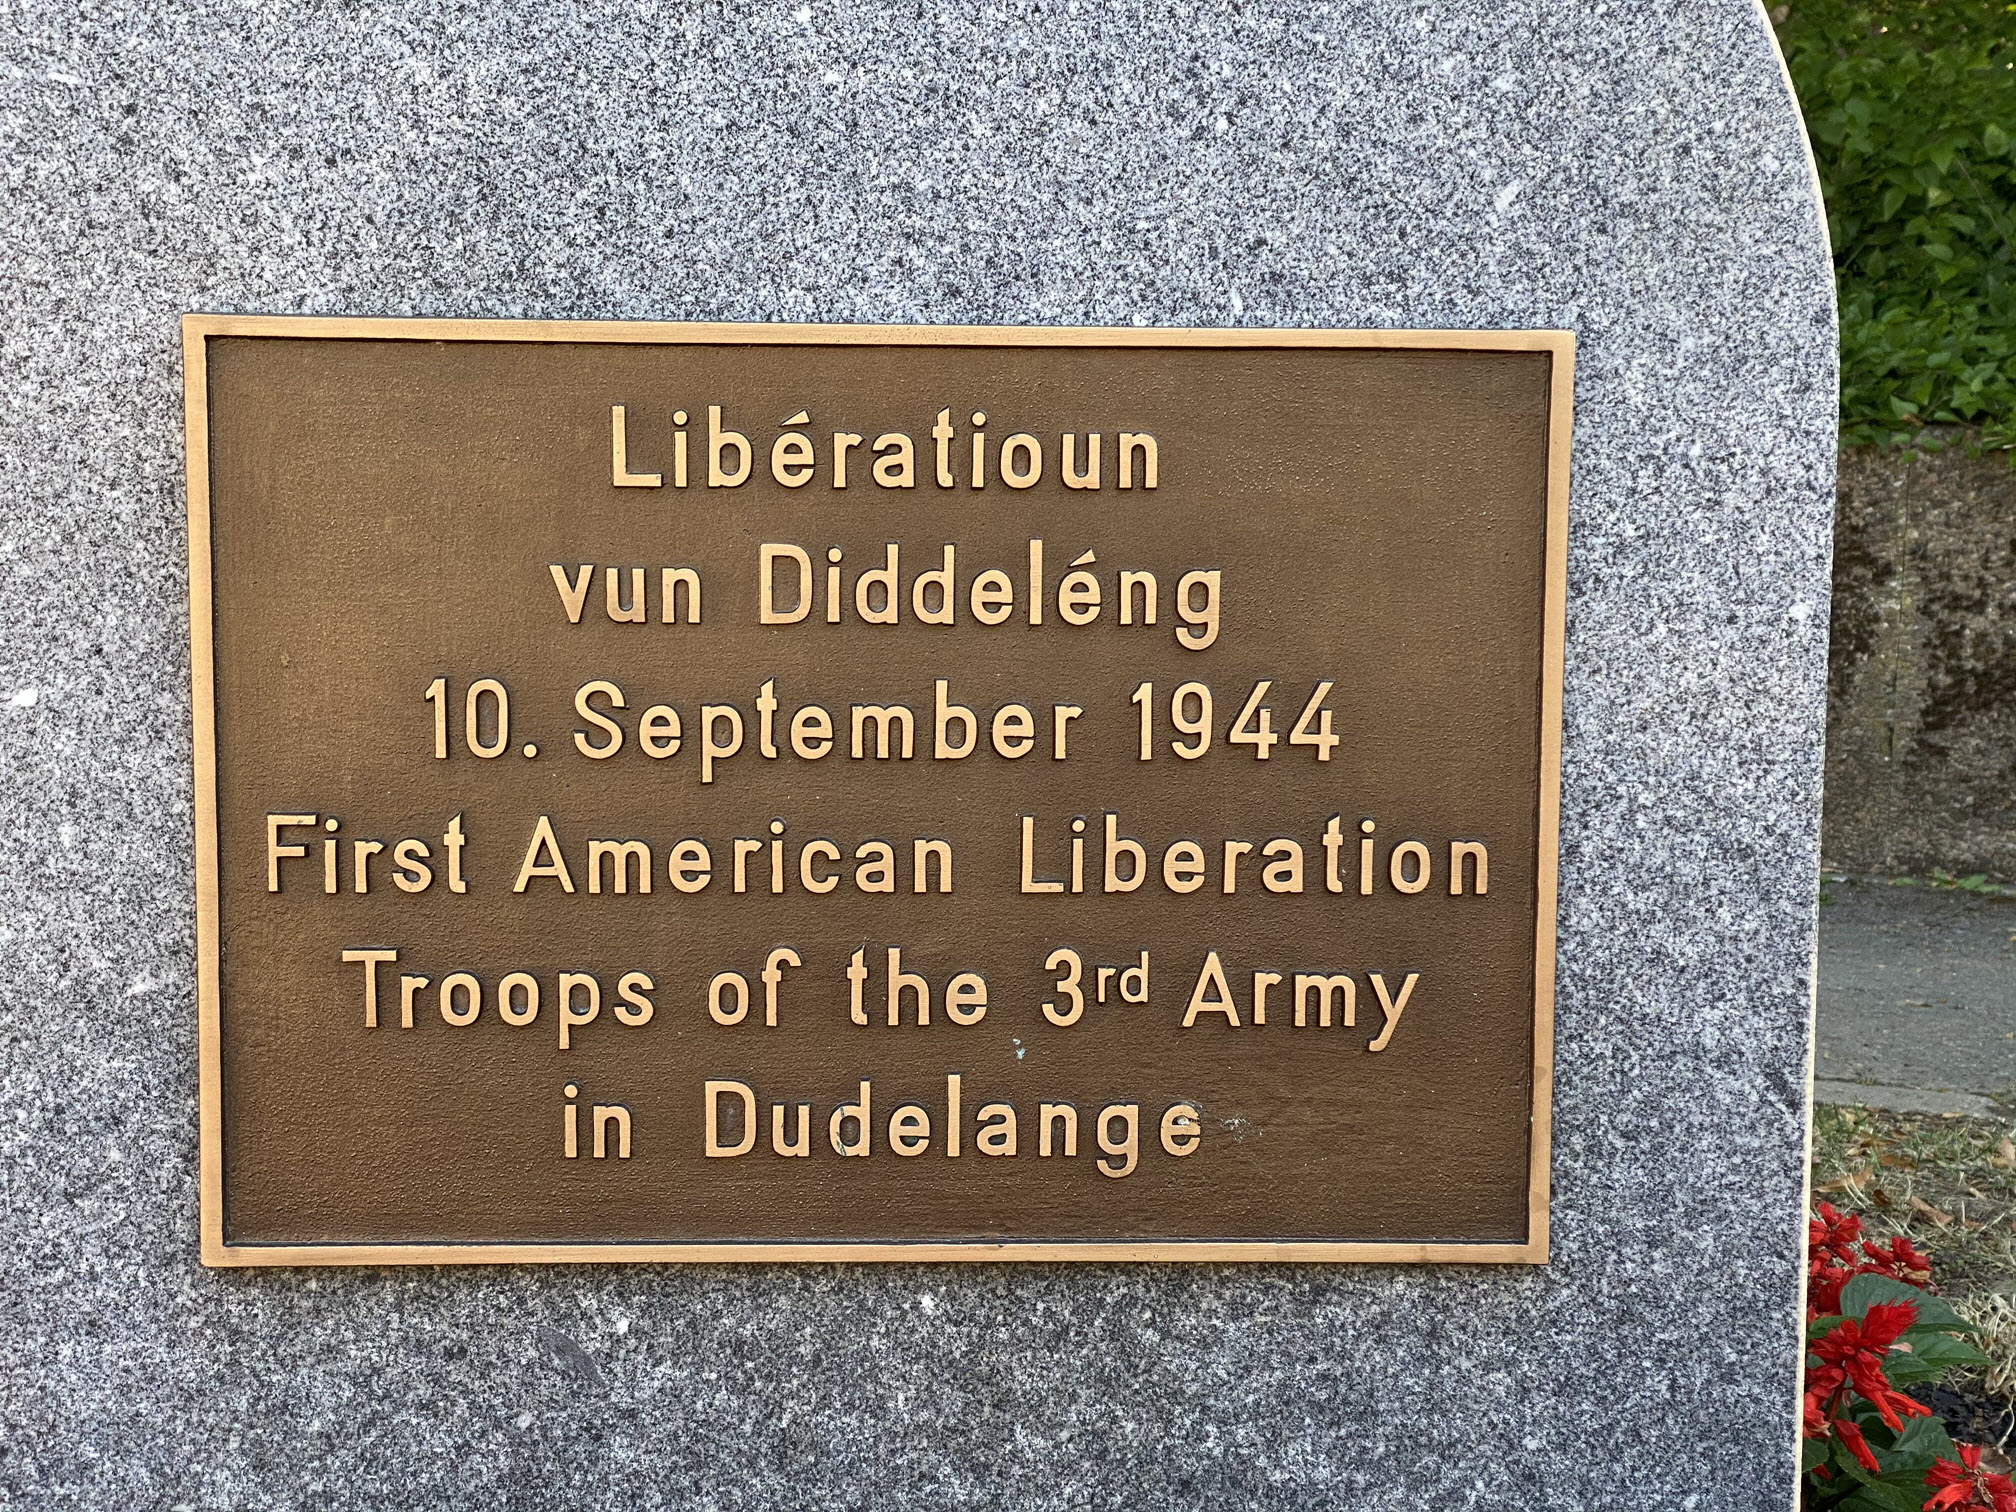 Libératioun
vun Diddeléng
10. September 1944
First American Liberation
Troops of the 3rd Army
in Dudelange